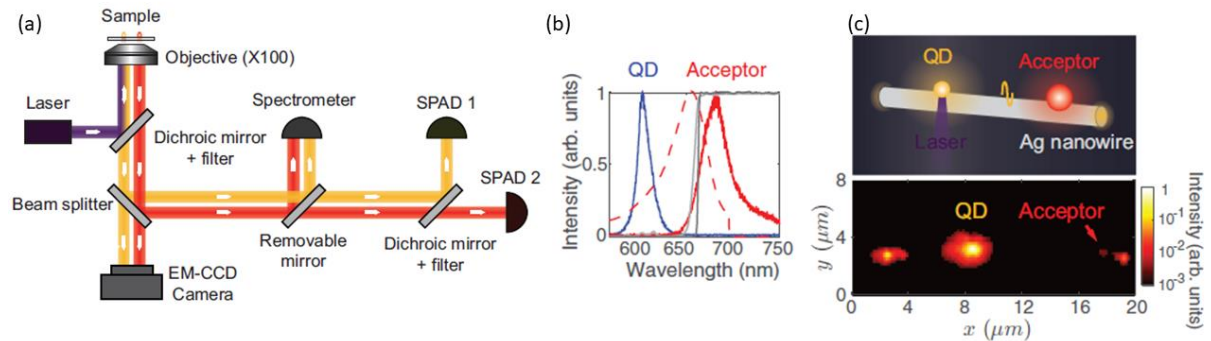 (a)
Sample
Objective (X100)
Laser
Dichroic mirror
+ filter
Spectrometer
SPAD 1
SPAD 2
Beam splitter
Removable
mirror
Dichroic mirror
+ filter
EM-CCD
Camera
(b)
QD
Acceptor
Intensity (arb. units)
1
0.5
0
600
650
700
750
Wavelength (nm)
(c)
QD
Acceptor
Laser
Ag nanowire
8
4
0
y (μm)
QD
Acceptor
0
4
8
12
16
20
x (μm)
1
10⁻¹
10⁻²
10⁻³
Intensity (arb. units)